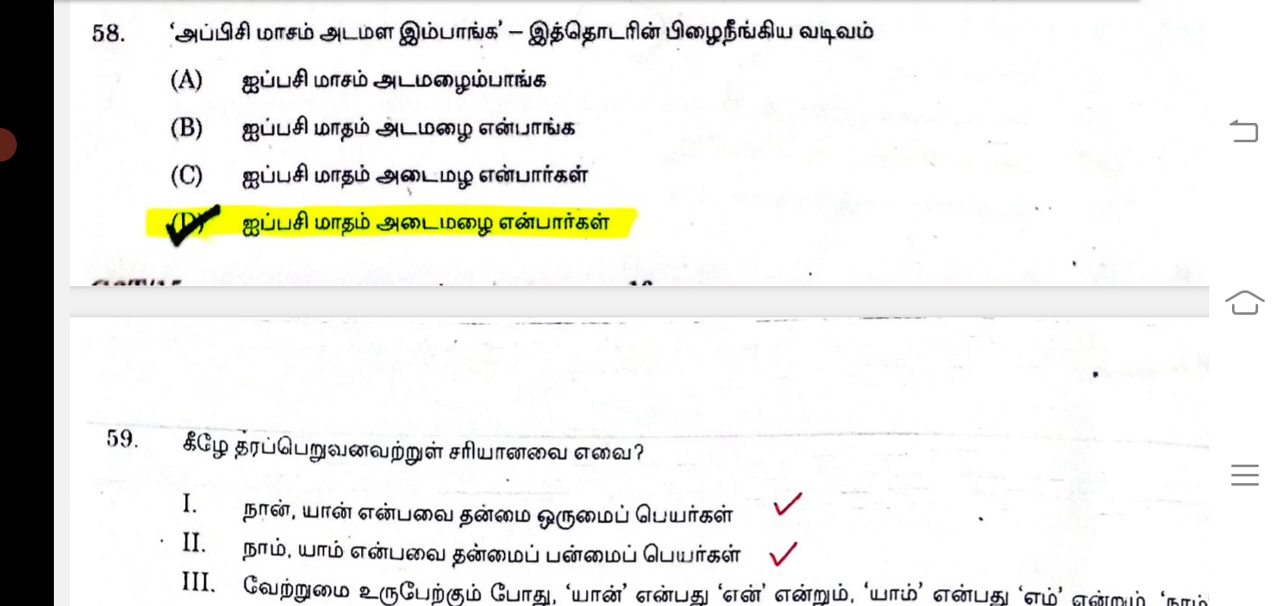 58. ‘அப்பிசி மாசம் அடமள இம்பாங்க’ – இத்தொடரின் பிழைநீங்கிய வடிவம்
(A) ஐப்பசி மாசம் அடமழைம்பாங்க
(B) ஐப்பசி மாதம் அடமழை என்பாங்க
(C) ஐப்பசி மாதம் அடைமழ என்பார்கள்
(D) ஐப்பசி மாதம் அடைமழை என்பார்கள்
59. கீழே தரப்பெறுவனவற்றுள் சரியானவை எவை?
I. நான், யான் என்பவை தன்மை ஒருமைப் பெயர்கள்
II. நாம், யாம் என்பவை தன்மைப் பன்மைப் பெயர்கள்
III. வேற்றுமை உருபேற்கும் போது, ‘யான்’ என்பது ‘என்’ என்றும், ‘யாம்’ என்பது ‘எம்’ என்றும், ‘நாம்